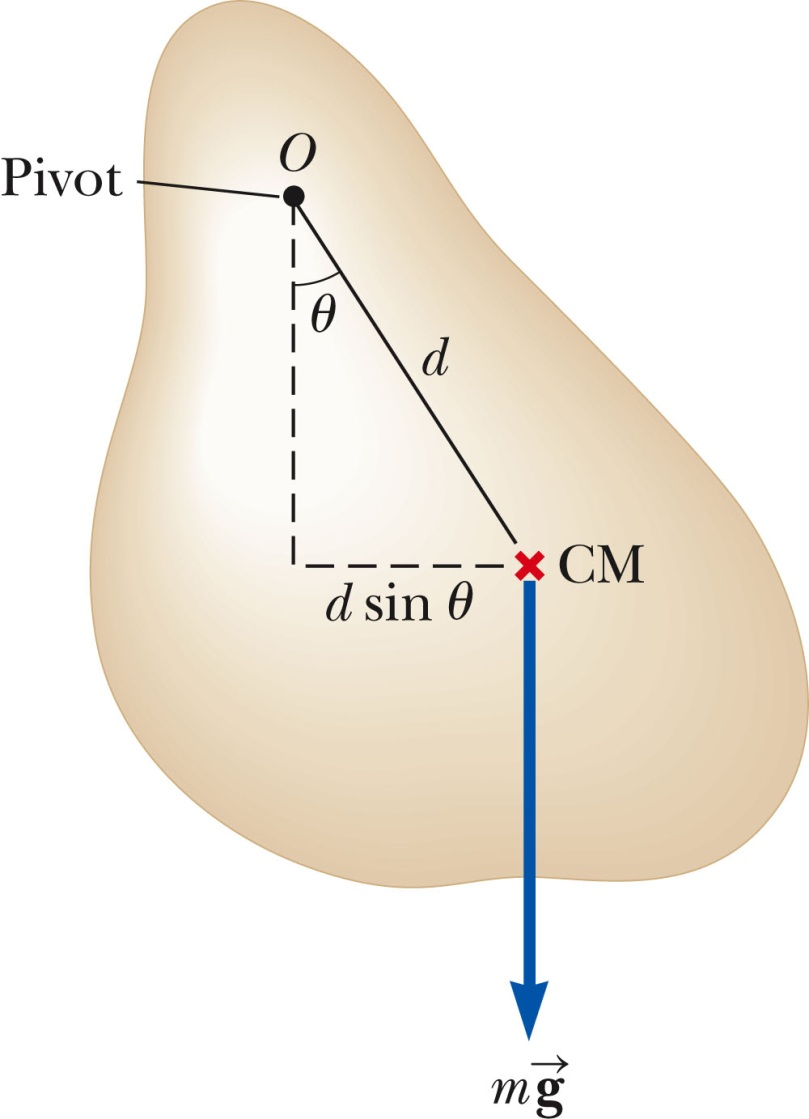 O
Pivot
θ
d
CM
d sin θ
m𝐠⃗